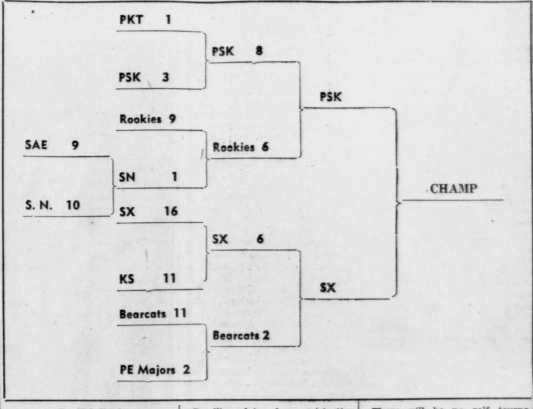 PKT 1
PSK 8
PSK 3
PSK
Rookies 9
SAE 9
Rookies 6
SN 1
CHAMP
S. N. 10
SX 16
SX 6
KS 11
SX
Bearcats 11
Bearcats 2
PE Majors 2